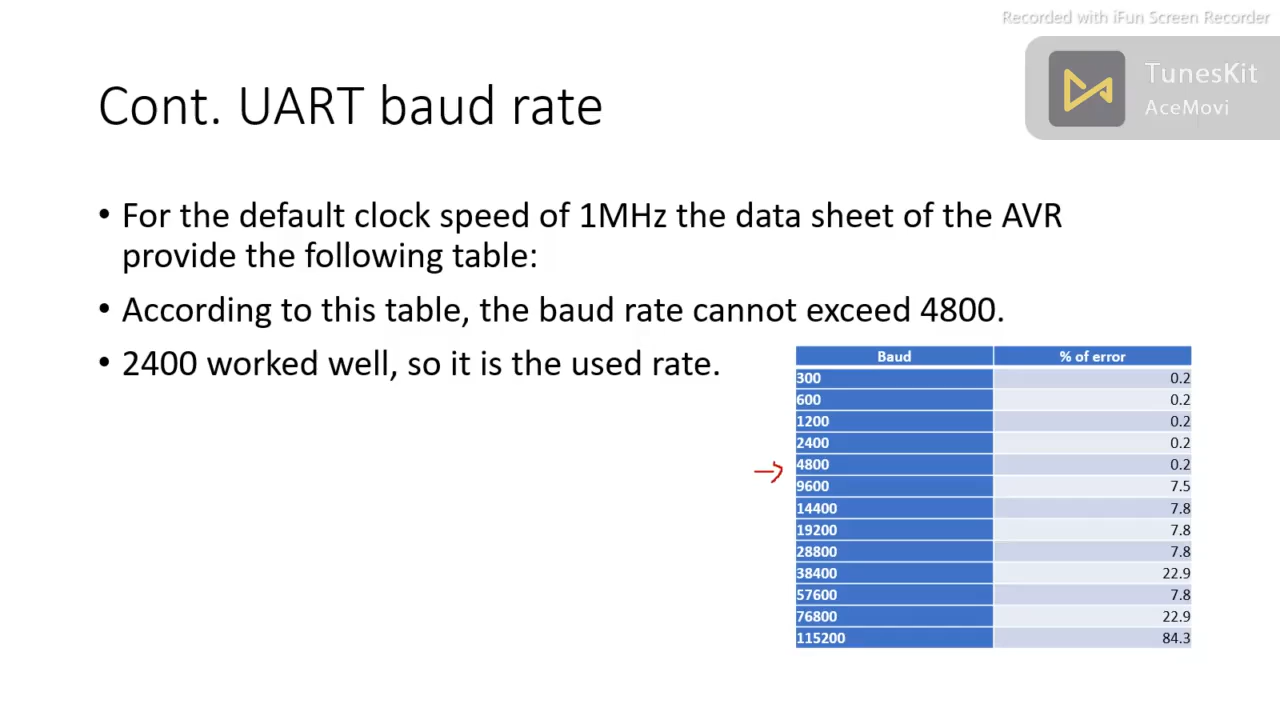 Recorded with iFun Screen Recorder
TunesKit
AceMovi
Cont. UART baud rate
• For the default clock speed of 1MHz the data sheet of the AVR
provide the following table:
• According to this table, the baud rate cannot exceed 4800.
• 2400 worked well, so it is the used rate.
Baud % of error
300 0.2
600 0.2
1200 0.2
2400 0.2
4800 0.2
9600 7.5
14400 7.8
19200 7.8
28800 7.8
38400 22.9
57600 7.8
76800 22.9
115200 84.3